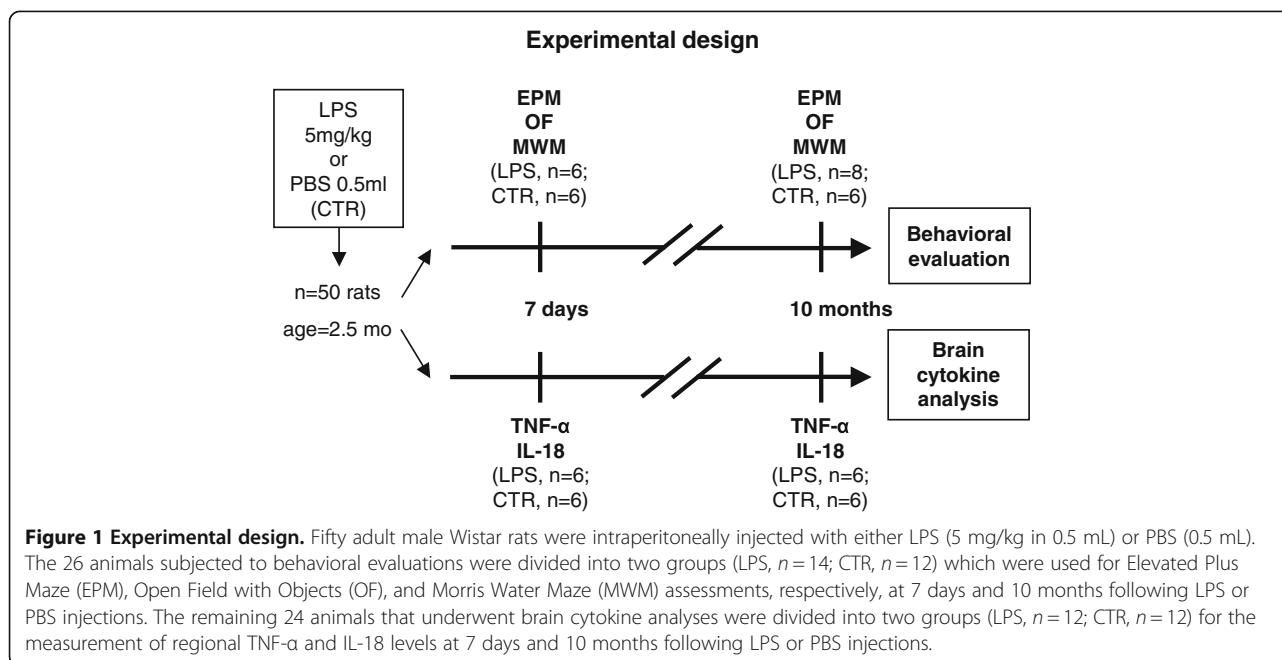 Experimental design
LPS
5mg/kg
or
PBS 0.5ml
(CTR)
n=50 rats
age=2.5 mo
EPM
OF
MWM
(LPS, n=6;
CTR, n=6)
EPM
OF
MWM
(LPS, n=8;
CTR, n=6)
Behavioral
evaluation
7 days
10 months
TNF-α
IL-18
(LPS, n=6;
CTR, n=6)
TNF-α
IL-18
(LPS, n=6;
CTR, n=6)
Brain
cytokine
analysis
Figure 1 Experimental design. Fifty adult male Wistar rats were intraperitoneally injected with either LPS (5 mg/kg in 0.5 mL) or PBS (0.5 mL).
The 26 animals subjected to behavioral evaluations were divided into two groups (LPS, n = 14; CTR, n = 12) which were used for Elevated Plus
Maze (EPM), Open Field with Objects (OF), and Morris Water Maze (MWM) assessments, respectively, at 7 days and 10 months following LPS or
PBS injections. The remaining 24 animals that underwent brain cytokine analyses were divided into two groups (LPS, n = 12; CTR, n = 12) for the
measurement of regional TNF-α and IL-18 levels at 7 days and 10 months following LPS or PBS injections.